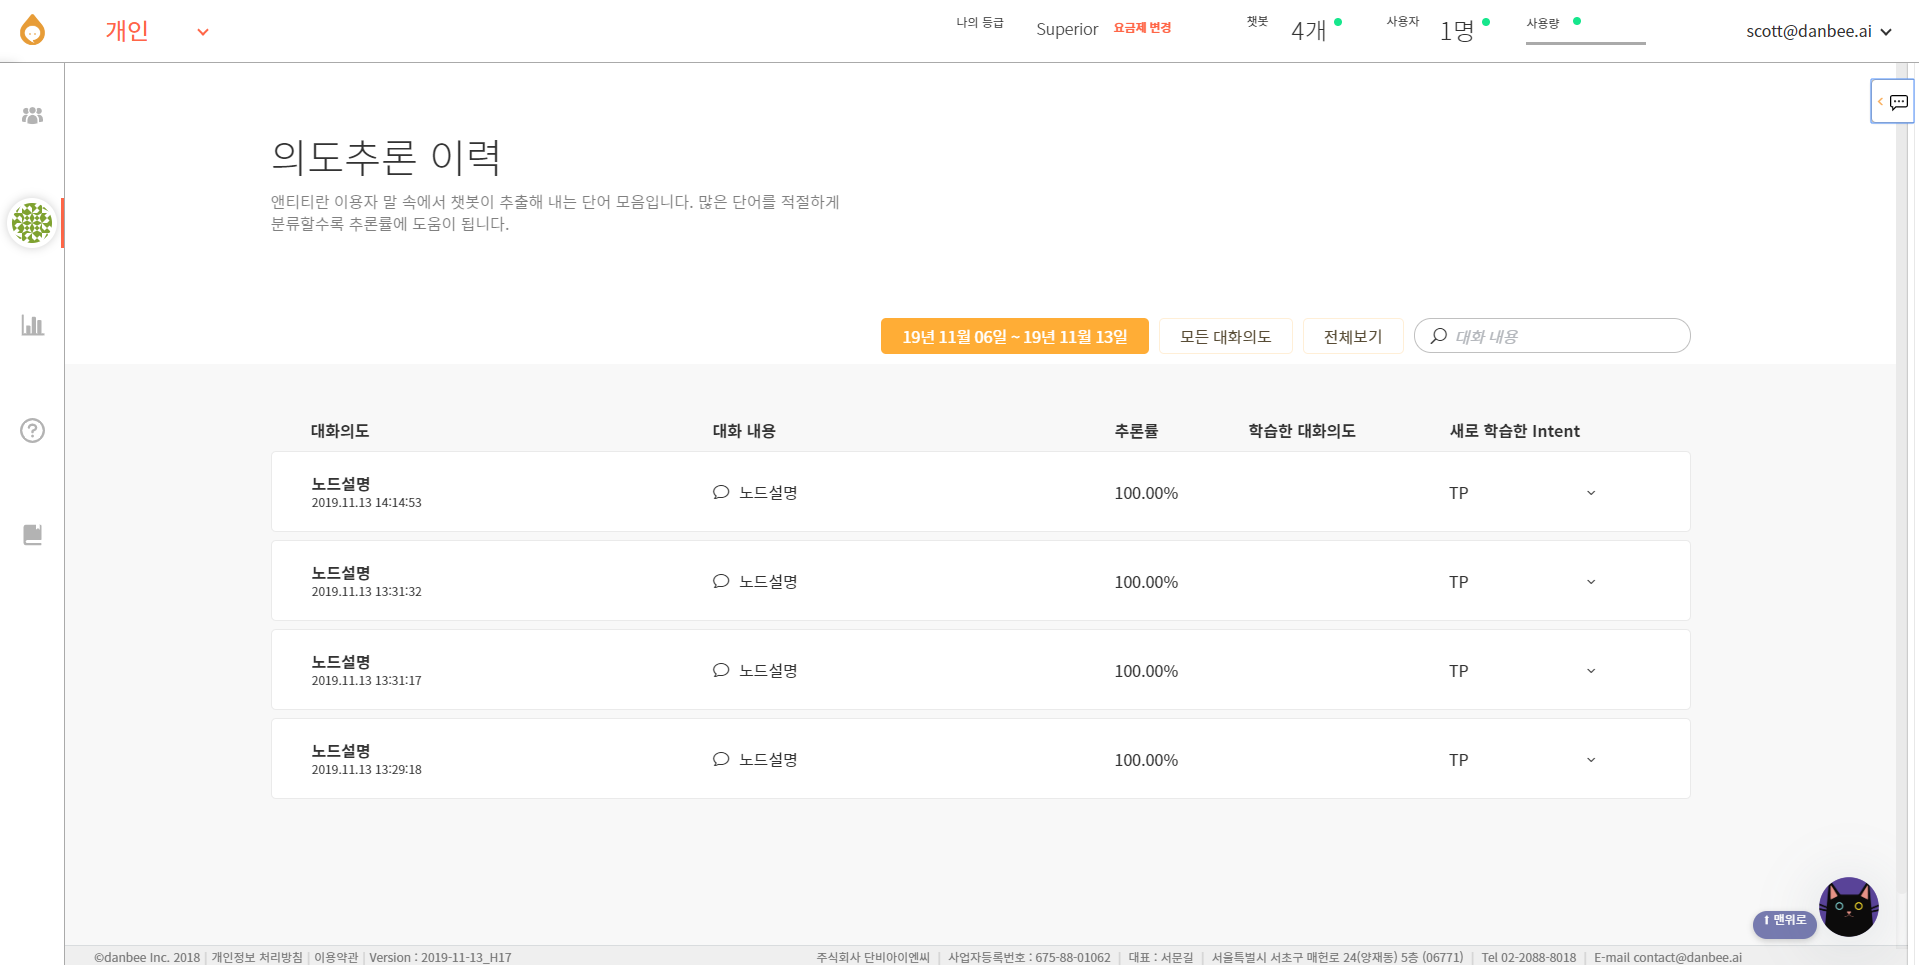 개인
나의 등급 Superior 요금제 변경 챗봇 4개 사용자 1명 사용량 scott@danbee.ai
의도추론 이력
앤티티란 이용자 말 속에서 챗봇이 추출해 내는 단어 모음입니다. 많은 단어를 적절하게
분류할수록 추론률에 도움이 됩니다.
19년 11월 06일 ~ 19년 11월 13일 모든 대화의도 전체보기 대화 내용
대화의도 대화 내용 추론률 학습한 대화의도 새로 학습한 Intent
노드설명
2019.11.13 14:14:53
노드설명 100.00% TP
노드설명
2019.11.13 13:31:32
노드설명 100.00% TP
노드설명
2019.11.13 13:31:17
노드설명 100.00% TP
노드설명
2019.11.13 13:29:18
노드설명 100.00% TP
맨위로
©danbee Inc. 2018 | 개인정보 처리방침 | 이용약관 | Version : 2019-11-13_H17 주식회사 단비아이엔씨 | 사업자등록번호 : 675-88-01062 | 대표 : 서문길 | 서울특별시 서초구 매헌로 24(양재동) 5층 (06771) | Tel 02-2088-8018 | E-mail contact@danbee.ai